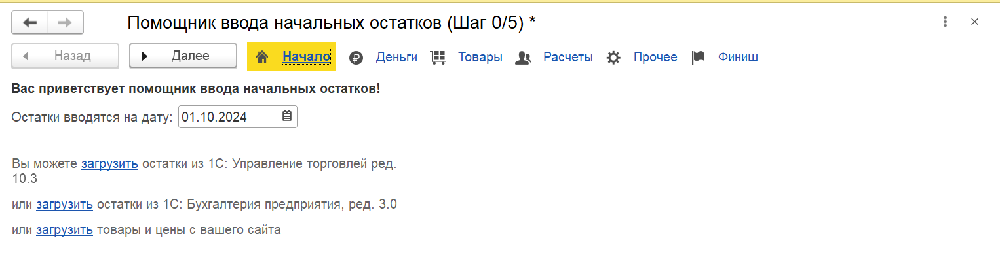 Помощник ввода начальных остатков (Шаг 0/5) *
Назад Далее Начало Деньги Товары Расчеты Прочее Финиш
Вас приветствует помощник ввода начальных остатков!
Остатки вводятся на дату: 01.10.2024
Вы можете загрузить остатки из 1С: Управление торговлей ред.
10.3
или загрузить остатки из 1С: Бухгалтерия предприятия, ред. 3.0
или загрузить товары и цены с вашего сайта